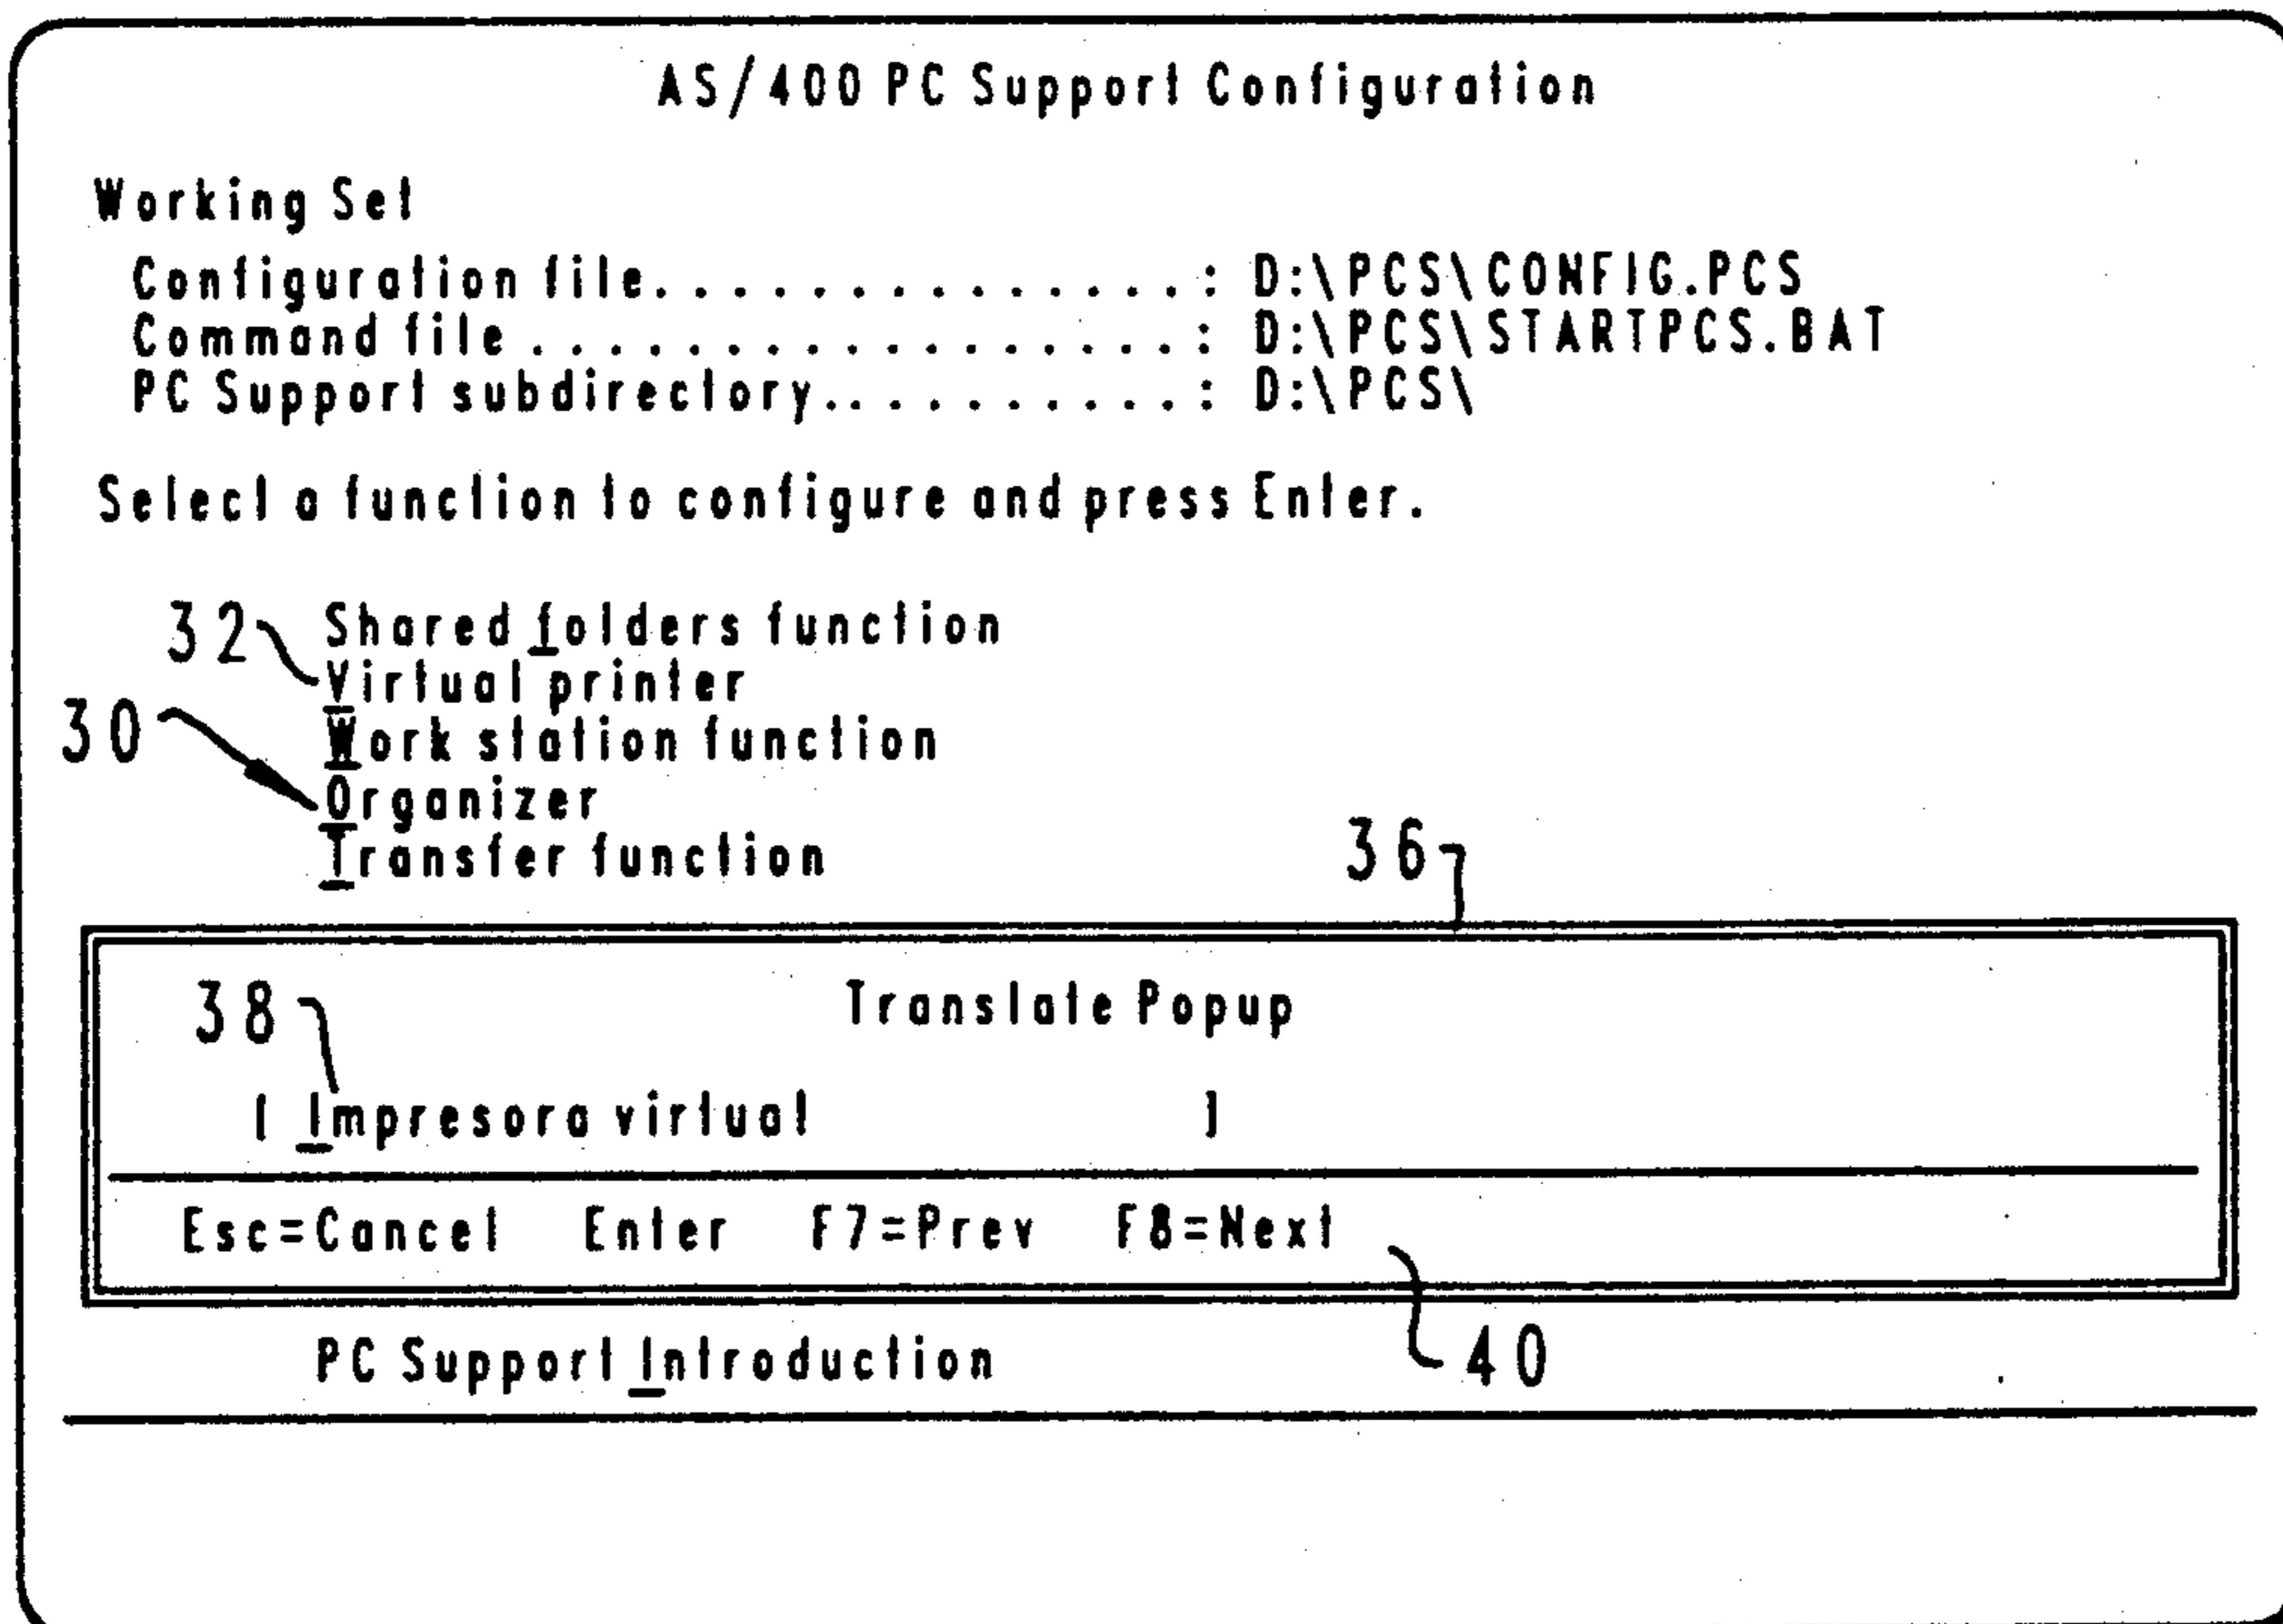 AS/400 PC Support Configuration
Working Set
Configuration file................: D:\PCS\CONFIG.PCS
Command file ..................: D:\PCS\STARTPCS.BAT
PC Support subdirectory...........: D:\PCS\
Select a function to configure and press Enter.
32 Shared folders function
Virtual printer
30 Work station function
Organizer
Transfer function
36
38 Translate Popup
[ Impresora virtual ]
Esc=Cancel Enter F7=Prev F8=Next
PC Support Introduction 40